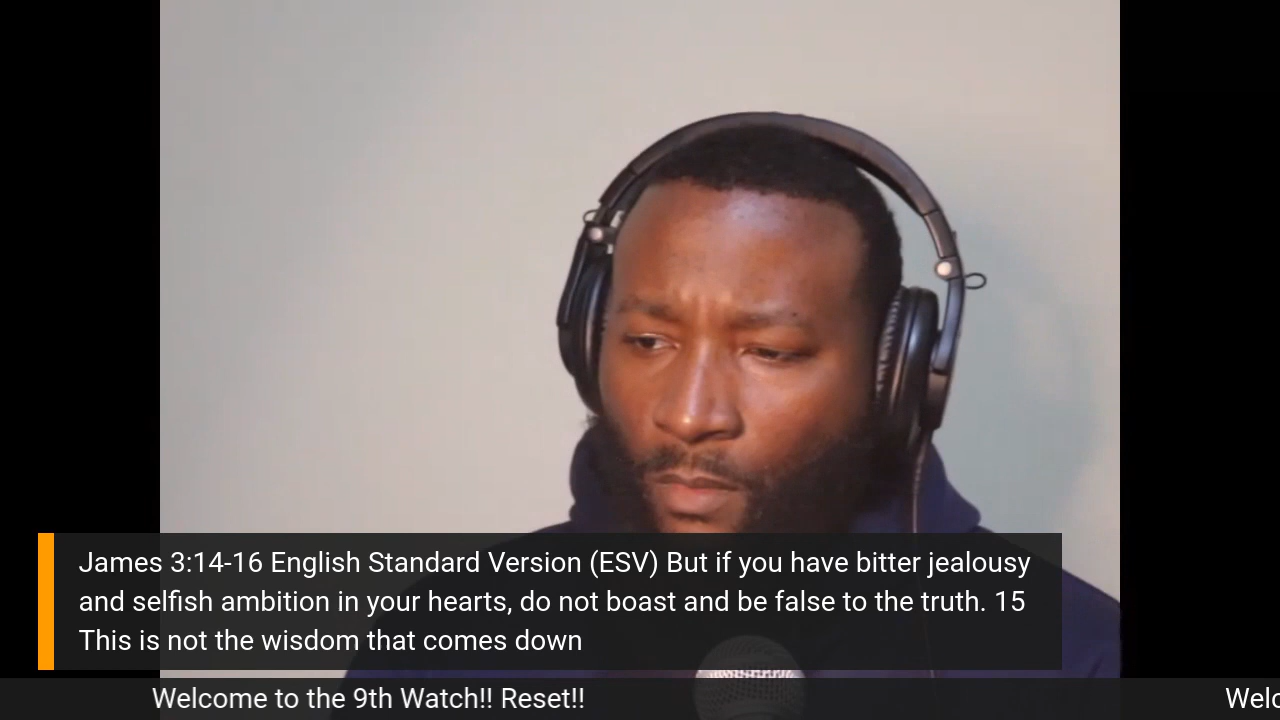 James 3:14-16 English Standard Version (ESV) But if you have bitter jealousy
and selfish ambition in your hearts, do not boast and be false to the truth. 15
This is not the wisdom that comes down
Welcome to the 9th Watch!! Reset!!